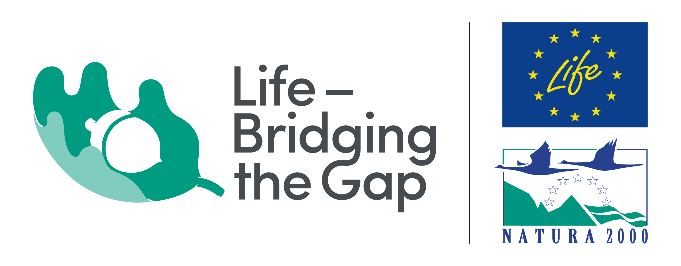 Life –
Bridging
the Gap
Life
NATURA 2000